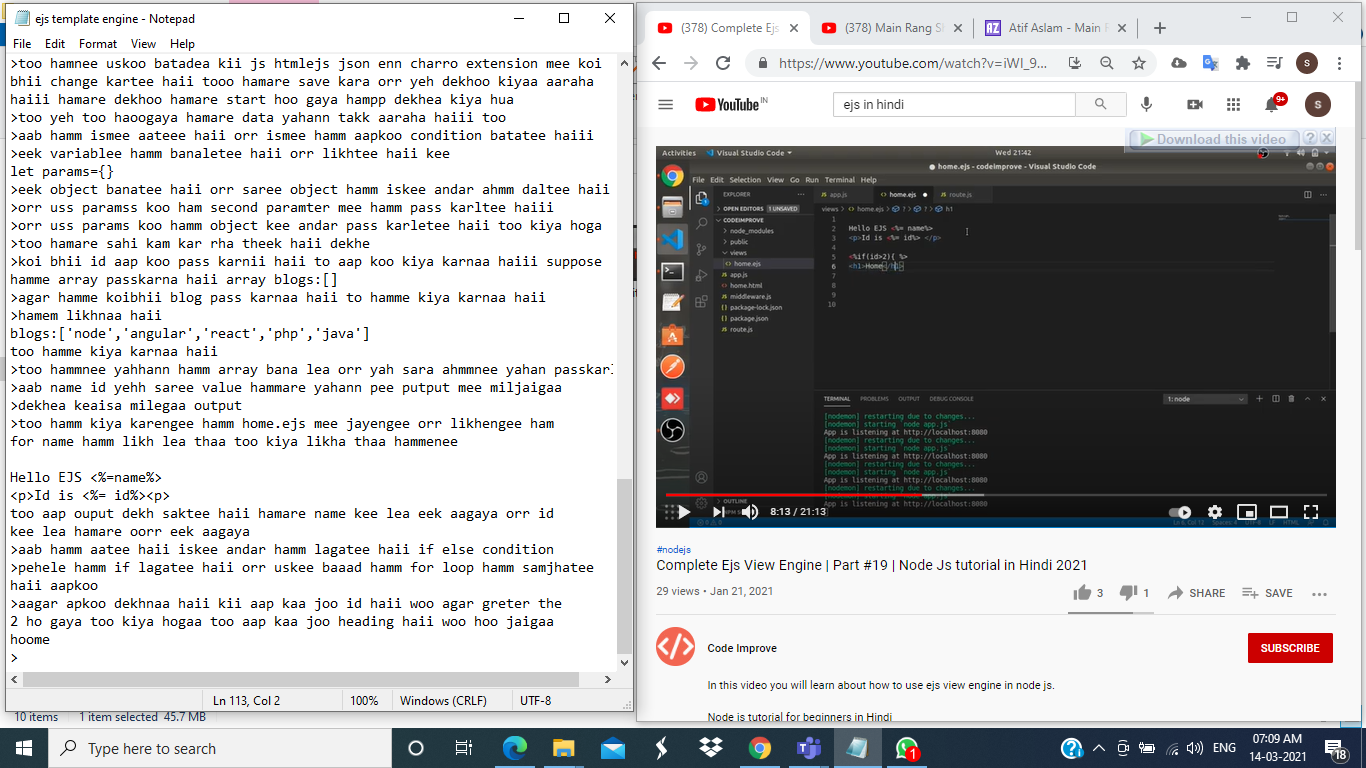 ejs template engine - Notepad
File Edit Format View Help
>too hamnee uskoo batadea kii js htmlejs json enn charro extension mee koi
bhii change kartee haii tooo hamare save kara orr yeh dekhoo kiyaa aaraha
haiii hamare dekhoo hamare start hoo gaya hampp dekhea kiya hua
>too yeh too haoogaya hamare data yahann takk aaraha haiii too
>aab hamm ismee aateee haii orr ismee hamm aapkoo condition batatee haiii
>eek variablee hamm banaletee haii orr likhtee haii kee
let params={}
>eek object banatee haii orr saree object hamm iskee andar ahmm daltee haii
>orr uss paramss koo ham second paramter mee hamm pass karltee haiii
>orr uss params koo hamm object kee andar pass karletee haii too kiya hoga
>too hamare sahi kam kar rha theek haii dekhe
>koi bhii id aap koo pass karnii haii to aap koo kiya karnaa haiii suppose
hamme array passkarna haii array blogs:[]
>agar hamme koibhii blog pass karnaa haii to hamme kiya karnaa haii
>hamem likhnaa haii
blogs:['node','angular','react','php','java']
too hamme kiya karnaa haii
>too hammnee yahhann hamm array bana lea orr yah sara ahmmnee yahan passkarl
>aab name id yehh saree value hammare yahann pee putput mee miljaigaa
>dekhea keaisa milegaa output
>too hamm kiya karengee hamm home.ejs mee jayengee orr likhengee ham
for name hamm likh lea thaa too kiya likha thaa hammenee
Hello EJS <%=name%>
<p>Id is <%= id%><p>
too aap ouput dekh saktee haii hamare name kee lea eek aagaya orr id
kee lea hamare oorr eek aagaya
>aab hamm aatee haii iskee andar hamm lagatee haii if else condition
>pehele hamm if lagatee haii orr uskee baaad hamm for loop hamm samjhatee
haii aapkoo
>aagar apkoo dekhnaa haii kii aap kaa joo id haii woo agar greter the
2 ho gaya too kiya hogaa too aap kaa joo heading haii woo hoo jaigaa
hoome
>
Ln 113, Col 2 100% Windows (CRLF) UTF-8
10 items 1 item selected 45.7 MB
(378) Complete Ejs (378) Main Rang S Atif Aslam - Main
https://www.youtube.com/watch?v=iWI_9...
S
YouTube IN
ejs in hindi
9+
S
Download this video ? X
Activities Visual Studio Code Wed 21:42
home.ejs - codeimprove - Visual Studio Code
File Edit Selection View Go Run Terminal Help
EXPLORER
OPEN EDITORS 1 UNSAVED
CODEIMPROVE
node_modules
public
views
home.ejs
app.js
home.html
middleware.js
package-lock.json
package.json
route.js
OUTLINE
app.js home.ejs route.js
views > home.ejs > ? > ? > h1
1
2 Hello EJS <%= name%>
3 <p>Id is <%= id%> </p>
4
5 <%if(id>2){ %>
6 <h1>Home</h1>
7
8
9
10
TERMINAL PROBLEMS OUTPUT DEBUG CONSOLE 1: node
[nodemon] restarting due to changes...
[nodemon] starting `node app.js`
App is listening at http://localhost:8080
[nodemon] restarting due to changes...
[nodemon] starting `node app.js`
App is listening at http://localhost:8080
[nodemon] restarting due to changes...
[nodemon] starting `node app.js`
App is listening at http://localhost:8080
[nodemon] restarting due to changes...
App is listening at http://localhost:8080
8:13 / 21:13
#nodejs
Complete Ejs View Engine | Part #19 | Node Js tutorial in Hindi 2021
29 views • Jan 21, 2021
3 1 SHARE SAVE
Code Improve
SUBSCRIBE
In this video you will learn about how to use ejs view engine in node js.
Node js tutorial for beginners in Hindi
Type here to search
1
ENG
07:09 AM
14-03-2021
18